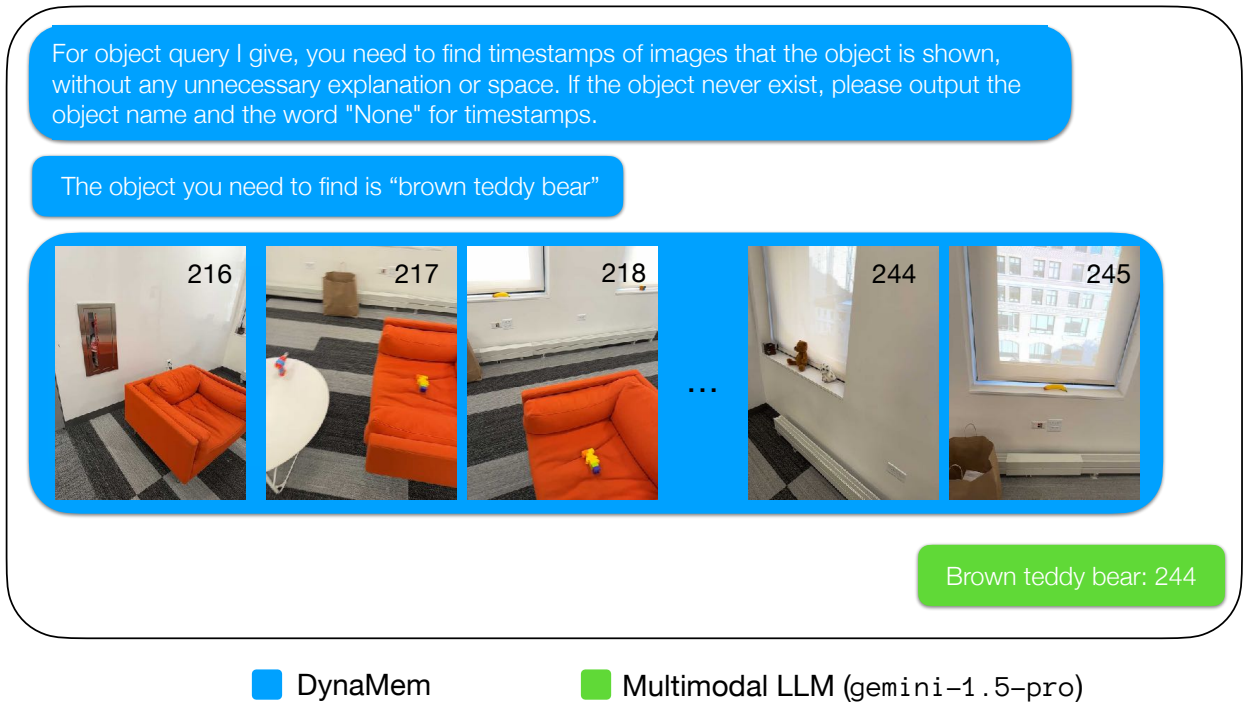 For object query I give, you need to find timestamps of images that the object is shown,
without any unnecessary explanation or space. If the object never exist, please output the
object name and the word "None" for timestamps.
The object you need to find is “brown teddy bear”
216
217
218
...
244
245
Brown teddy bear: 244
DynaMem
Multimodal LLM (gemini-1.5-pro)